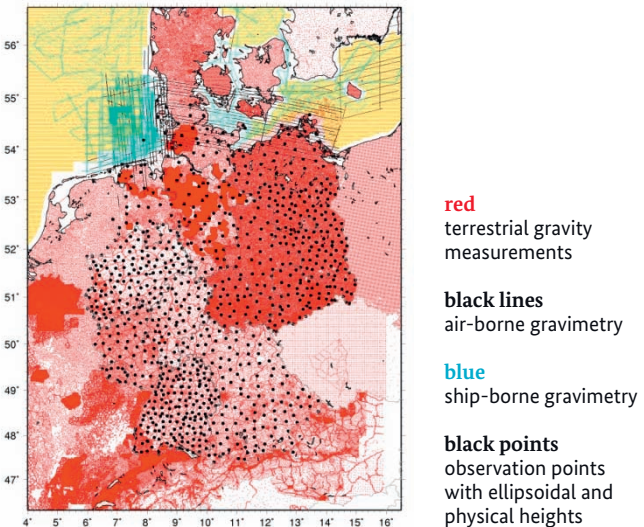 56°
55°
54°
53°
52°
51°
50°
49°
48°
47°
4° 5° 6° 7° 8° 9° 10° 11° 12° 13° 14° 15° 16°
red
terrestrial gravity
measurements
black lines
air-borne gravimetry
blue
ship-borne gravimetry
black points
observation points
with ellipsoidal and
physical heights